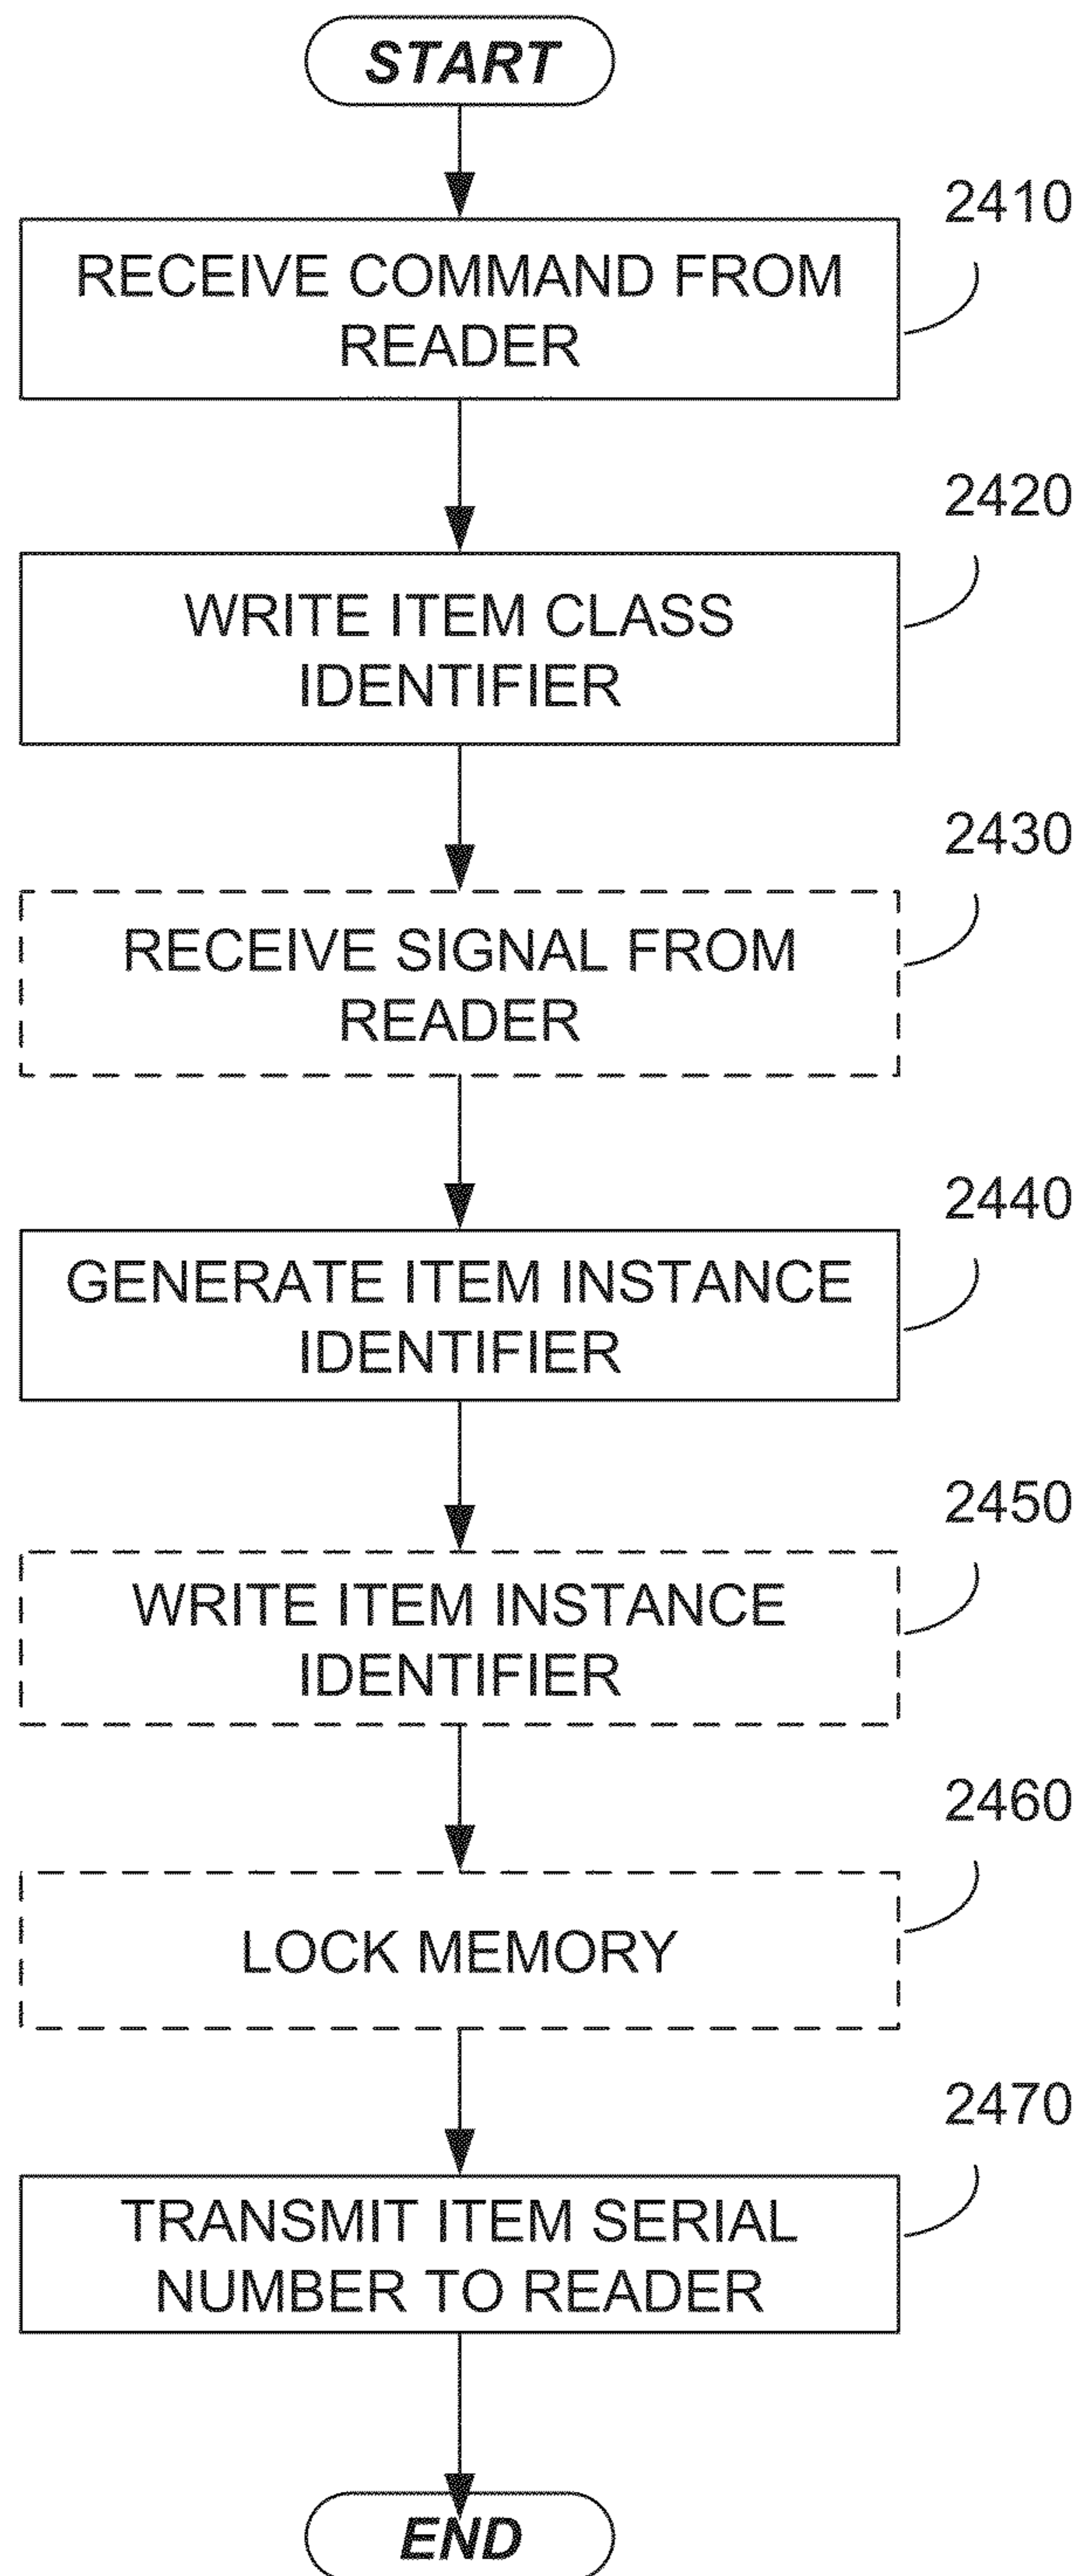 START
2410
RECEIVE COMMAND FROM
READER
2420
WRITE ITEM CLASS
IDENTIFIER
2430
RECEIVE SIGNAL FROM
READER
2440
GENERATE ITEM INSTANCE
IDENTIFIER
2450
WRITE ITEM INSTANCE
IDENTIFIER
2460
LOCK MEMORY
2470
TRANSMIT ITEM SERIAL
NUMBER TO READER
END